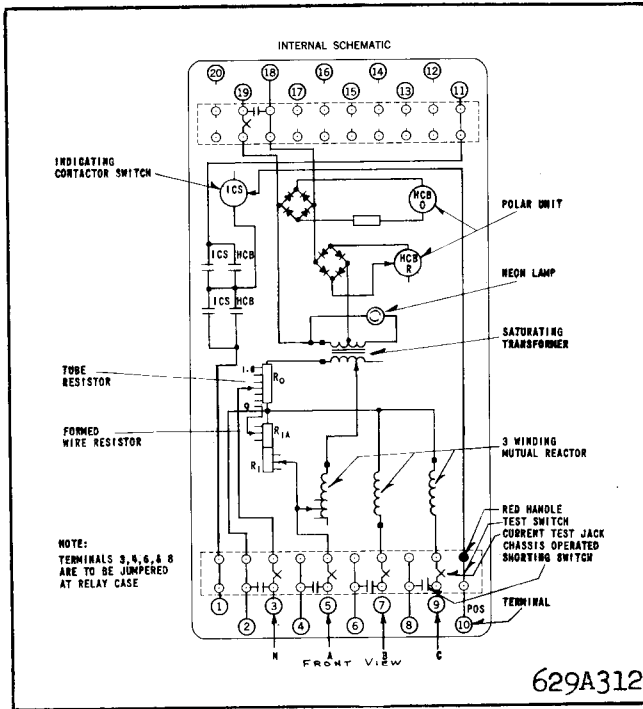 INTERNAL SCHEMATIC
20 18 16 14 12
19 17 15 13 11
INDICATING
CONTACTOR SWITCH
ICS
HCB
O
POLAR UNIT
HCB
R
ICS HCB
NEON LAMP
ICS HCB
SATURATING
TRANSFORMER
TUBE
RESISTOR
1.6
R0
0
FORMED
WIRE RESISTOR
R1A
R1
3 WINDING
MUTUAL REACTOR
NOTE:
TERMINALS 3,4,6,& 8
ARE TO BE JUMPERED
AT RELAY CASE
RED HANDLE
TEST SWITCH
CURRENT TEST JACK
CHASSIS OPERATED
SHORTING SWITCH
1 3 5 7 9
POS
TERMINAL
2 4 6 8 10
N A B C
FRONT VIEW
629A312